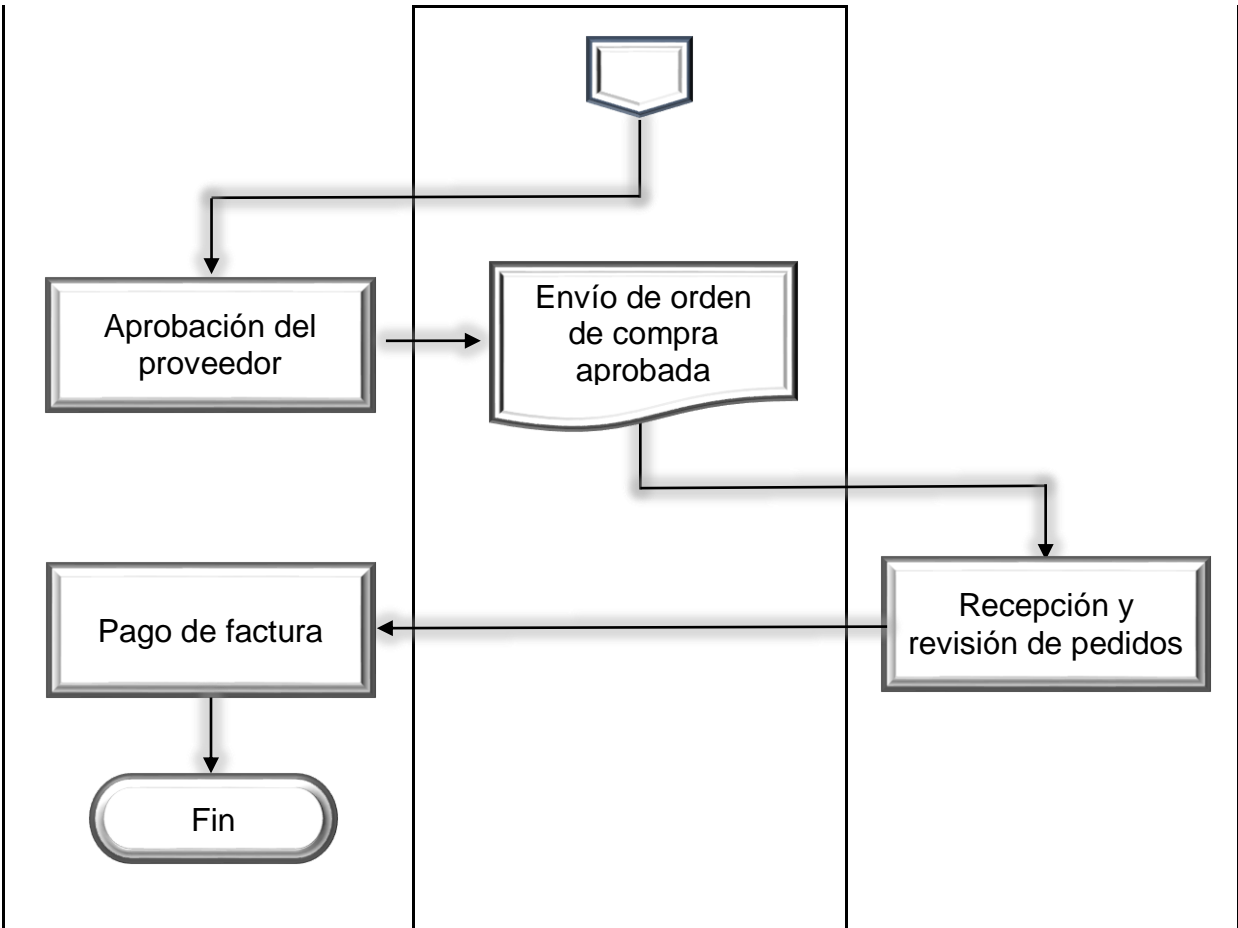 Aprobación del
proveedor
Envío de orden
de compra
aprobada
Recepción y
revisión de pedidos
Pago de factura
Fin